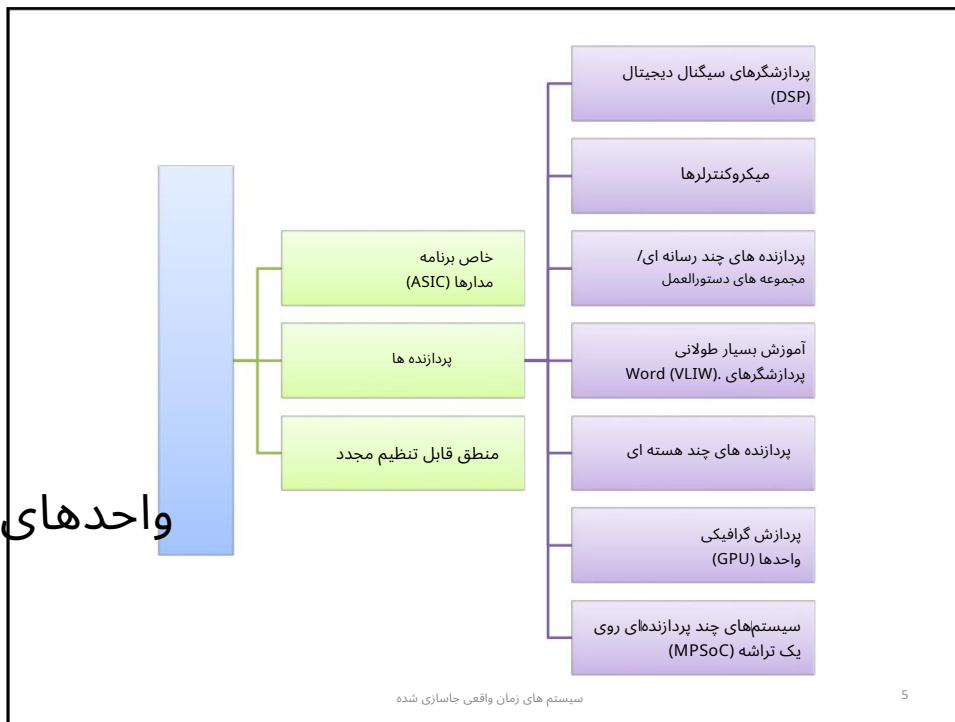 پردازشگرهای سیگنال دیجیتال
(DSP)
میکروکنترلرها
خاص برنامه
مدارها (ASIC)
پردازنده های چند رسانه ای/
مجموعه های دستورالعمل
پردازنده ها
آموزش بسیار طولانی
پردازشگرهای .Word (VLIW)
منطق قابل تنظیم مجدد
پردازنده های چند هسته ای
واحدهای
پردازش گرافیکی
واحدها (GPU)
سیستم‌های چند پردازنده‌ای روی
یک تراشه (MPSoC)
سیستم های زمان واقعی جاسازی شده
5